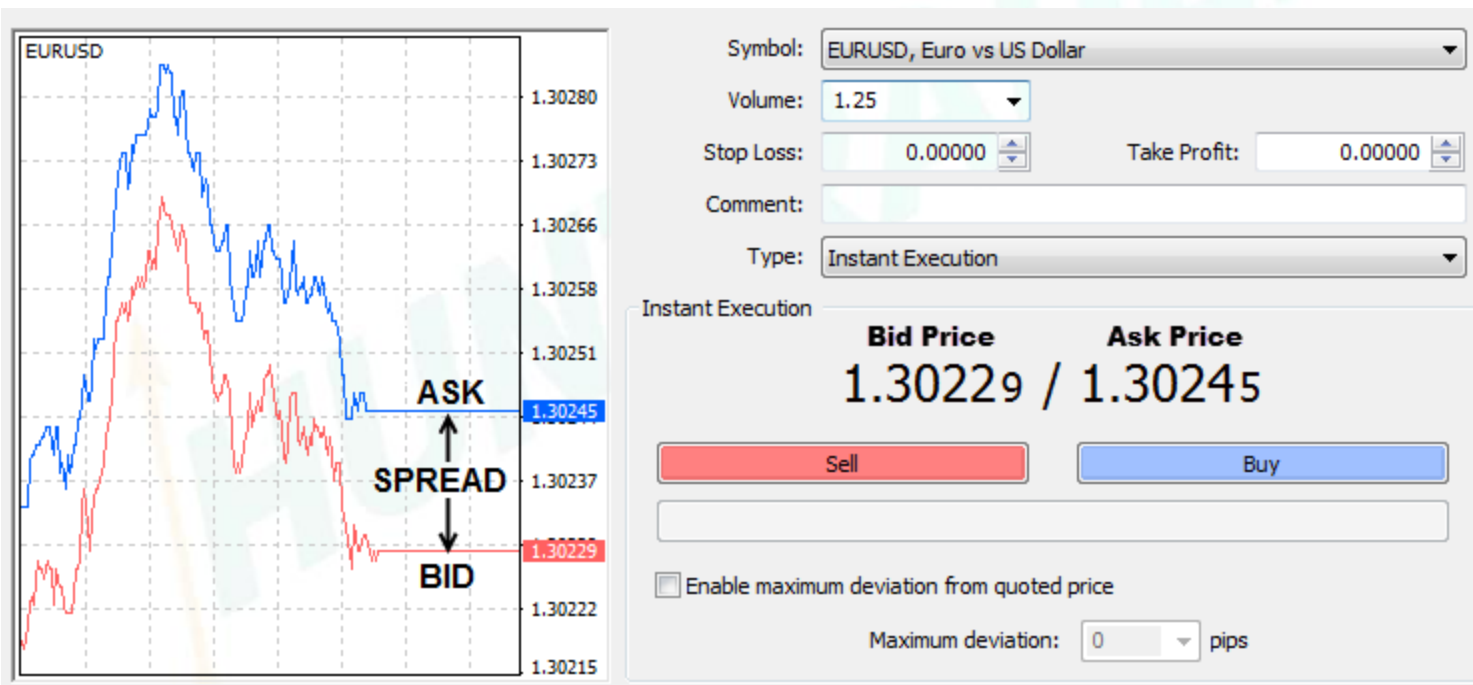 EURUSD
1.30280
1.30273
1.30266
1.30258
1.30251
ASK
1.30245
SPREAD
1.30237
1.30229
BID
1.30222
1.30215
Symbol: EURUSD, Euro vs US Dollar
Volume: 1.25
Stop Loss: 0.00000 Take Profit: 0.00000
Comment:
Type: Instant Execution
Instant Execution
Bid Price Ask Price
1.30229 / 1.30245
Sell Buy
Enable maximum deviation from quoted price
Maximum deviation: 0 pips